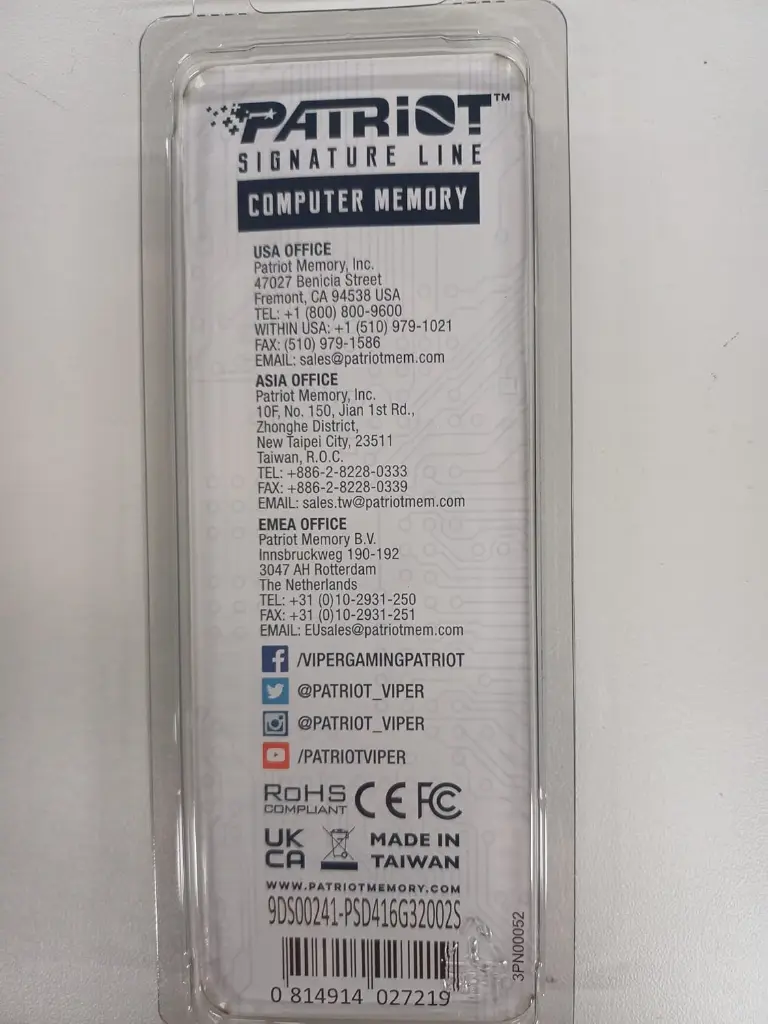 PATRiOT™
SIGNATURE LINE
COMPUTER MEMORY
USA OFFICE
Patriot Memory, Inc.
47027 Benicia Street
Fremont, CA 94538 USA
TEL: +1 (800) 800-9600
WITHIN USA: +1 (510) 979-1021
FAX: (510) 979-1586
EMAIL: sales@patriotmem.com
ASIA OFFICE
Patriot Memory, Inc.
10F, No. 150, Jian 1st Rd.,
Zhonghe District,
New Taipei City, 23511
Taiwan, R.O.C.
TEL: +886-2-8228-0333
FAX: +886-2-8228-0339
EMAIL: sales.tw@patriotmem.com
EMEA OFFICE
Patriot Memory B.V.
Innsbruckweg 190-192
3047 AH Rotterdam
The Netherlands
TEL: +31 (0)10-2931-250
FAX: +31 (0)10-2931-251
EMAIL: EUsales@patriotmem.com
/VIPERGAMINGPATRIOT
@PATRIOT_VIPER
@PATRIOT_VIPER
/PATRIOTVIPER
RoHS
COMPLIANT
CE FC
UK
CA
MADE IN
TAIWAN
WWW.PATRIOTMEMORY.COM
9DS00241-PSD416G32002S
0 814914 027219
3PN00052